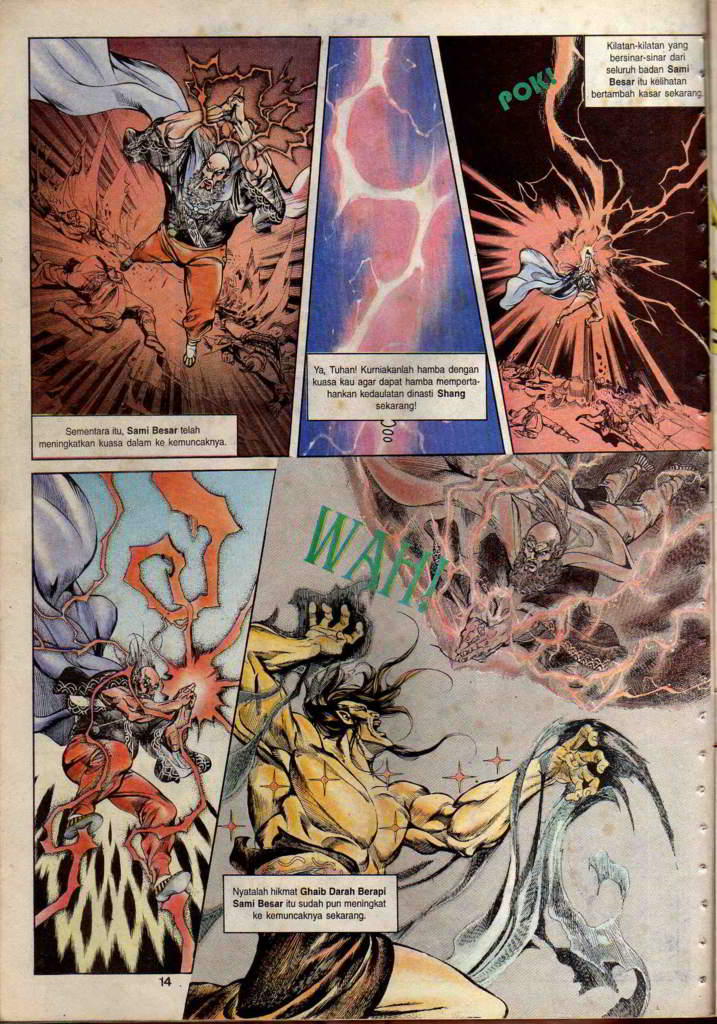 Sementara itu, Sami Besar telah
meningkatkan kuasa dalam ke kemuncaknya.
Ya, Tuhan! Kurniakanlah hamba dengan
kuasa kau agar dapat hamba memperta-
hankan kedaulatan dinasti Shang
sekarang!
POK!
Kilatan-kilatan yang
bersinar-sinar dari
seluruh badan Sami
Besar itu kelihatan
bertambah kasar sekarang.
WAH!
Nyatalah hikmat Ghaib Darah Berapi
Sami Besar itu sudah pun meningkat
ke kemuncaknya sekarang.
14